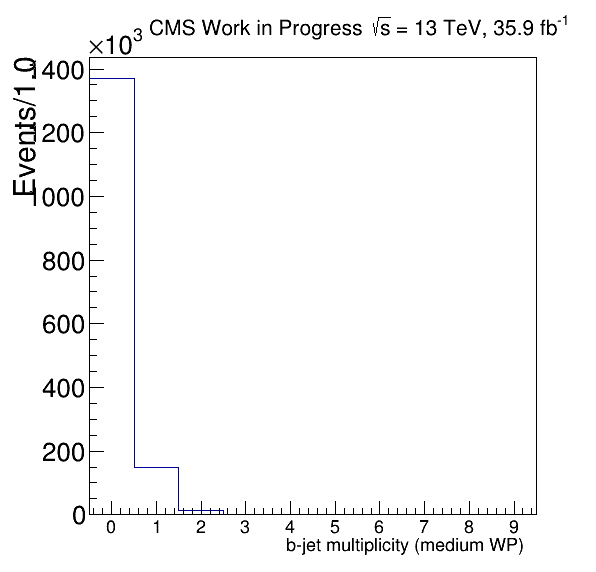 ×10³ CMS Work in Progress √s = 13 TeV, 35.9 fb⁻¹
Events/1.0
1400
1200
1000
800
600
400
200
0
0 1 2 3 4 5 6 7 8 9
b-jet multiplicity (medium WP)